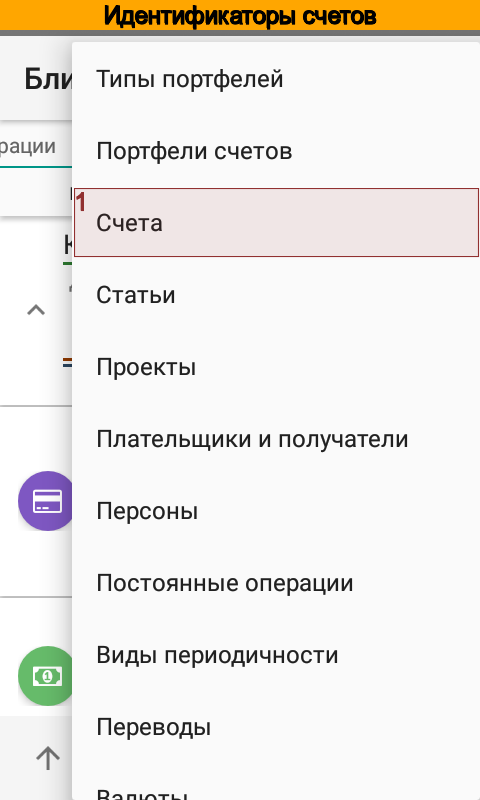 Идентификаторы счетов
Бли
Типы портфелей
рации
Портфели счетов
1
Счета
Статьи
Проекты
Плательщики и получатели
Персоны
Постоянные операции
Виды периодичности
1
Переводы
Валюты